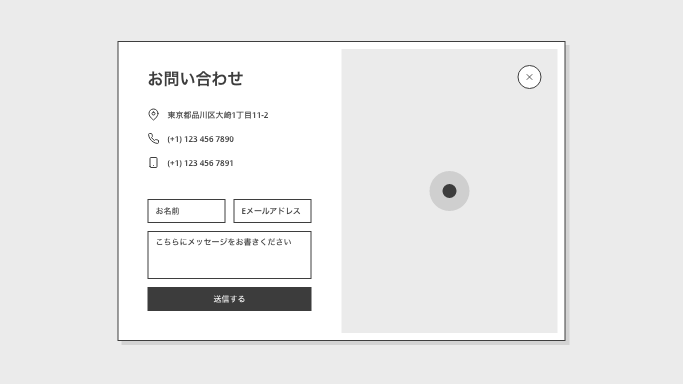 お問い合わせ
東京都品川区大崎1丁目11-2
(+1) 123 456 7890
(+1) 123 456 7891
お名前
Eメールアドレス
こちらにメッセージをお書きください
送信する